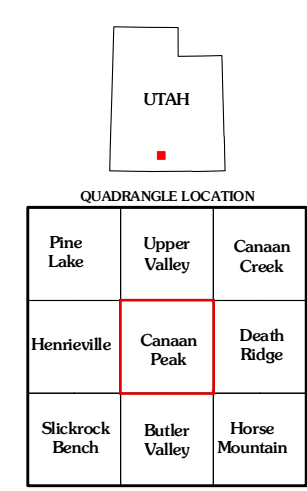 UTAH
QUADRANGLE LOCATION
Pine
Lake
Upper
Valley
Canaan
Creek
Henrieville
Canaan
Peak
Death
Ridge
Slickrock
Bench
Butler
Valley
Horse
Mountain